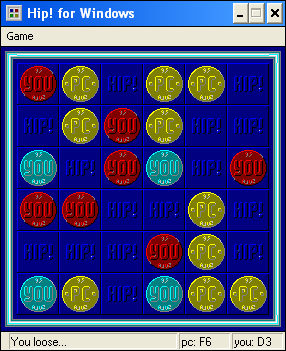 Hip! for Windows
Game
YOU PC HIP! PC PC HIP!
HIP! PC YOU PC HIP! HIP!
YOU HIP! YOU YOU HIP! YOU
YOU YOU HIP! HIP! PC HIP!
HIP! HIP! HIP! YOU PC HIP!
YOU PC HIP! YOU PC PC
You loose... pc: F6 you: D3